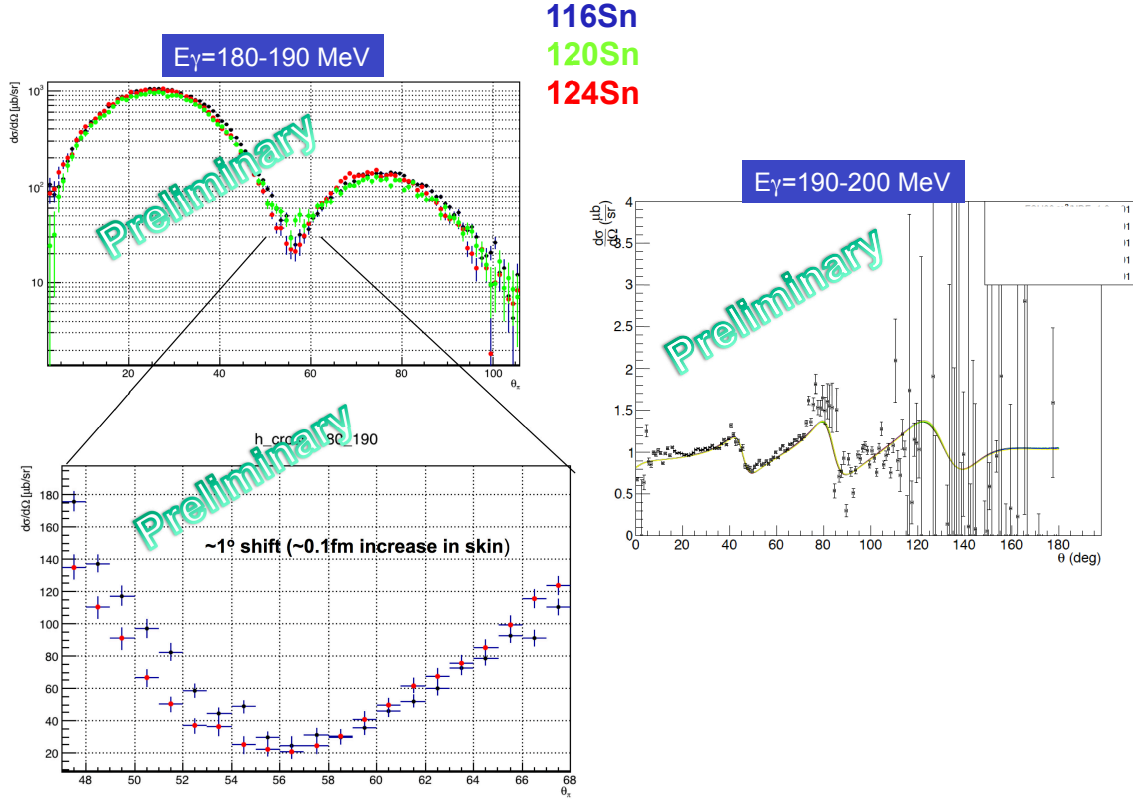 116Sn
120Sn
124Sn
Eγ=180-190 MeV
dσ/dΩ [μb/sr]
10³
10²
10
20 40 60 80 100
θπ
Preliminary
Eγ=190-200 MeV
dσ/dΩ (μb/sr)
4
3.5
3
2.5
2
1.5
1
0.5
0
0 20 40 60 80 100 120 140 160 180
θ (deg)
Preliminary
190
dσ/dΩ [μb/sr]
180
160
140
120
100
80
60
40
20
48 50 52 54 56 58 60 62 64 66 68
θπ
Preliminary
~1° shift (~0.1fm increase in skin)